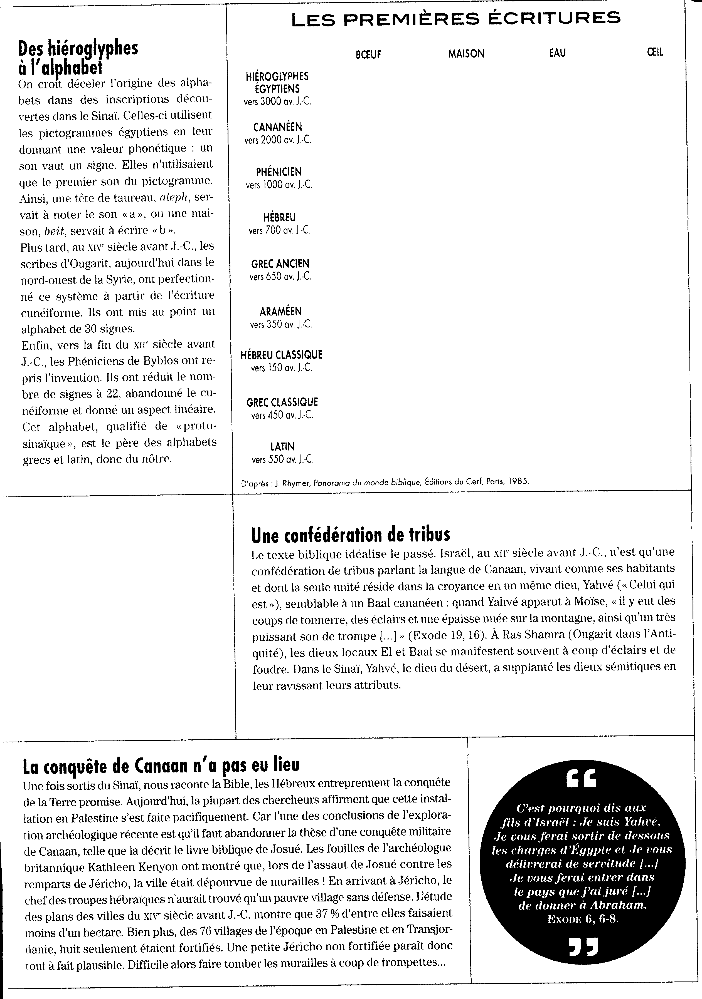 Des hiéroglyphes
à l'alphabet
On croit déceler l'origine des alpha-
bets dans des inscriptions décou-
vertes dans le Sinaï. Celles-ci utilisent
les pictogrammes égyptiens en leur
donnant une valeur phonétique : un
son vaut un signe. Elles n'utilisaient
que le premier son du pictogramme.
Ainsi, une tête de taureau, aleph, ser-
vait à noter le son « a », ou une mai-
son, beit, servait à écrire « b ».
Plus tard, au XIVe siècle avant J.-C., les
scribes d'Ougarit, aujourd'hui dans le
nord-ouest de la Syrie, ont perfection-
né ce système à partir de l'écriture
cunéiforme. Ils ont mis au point un
alphabet de 30 signes.
Enfin, vers la fin du XIIe siècle avant
J.-C., les Phéniciens de Byblos ont re-
pris l'invention. Ils ont réduit le nom-
bre de signes à 22, abandonné le cu-
néiforme et donné un aspect linéaire.
Cet alphabet, qualifié de « proto-
sinaïque », est le père des alphabets
grecs et latin, donc du nôtre.
LES PREMIÈRES ÉCRITURES
BŒUF MAISON EAU ŒIL
HIÉROGLYPHES
ÉGYPTIENS
vers 3000 av. J.-C.
CANANÉEN
vers 2000 av. J.-C.
PHÉNICIEN
vers 1000 av. J.-C.
HÉBREU
vers 700 av. J.-C.
GREC ANCIEN
vers 650 av. J.-C.
ARAMÉEN
vers 350 av. J.-C.
HÉBREU CLASSIQUE
vers 150 av. J.-C.
GREC CLASSIQUE
vers 450 av. J.-C.
LATIN
vers 550 av. J.-C.
D'après : J. Rhymer, Panorama du monde biblique, Éditions du Cerf, Paris, 1985.
Une confédération de tribus
Le texte biblique idéalise le passé. Israël, au XIIe siècle avant J.-C., n'est qu'une
confédération de tribus parlant la langue de Canaan, vivant comme ses habitants
et dont la seule unité réside dans la croyance en un même dieu, Yahvé (« Celui qui
est »), semblable à un Baal cananéen : quand Yahvé apparut à Moïse, « il y eut des
coups de tonnerre, des éclairs et une épaisse nuée sur la montagne, ainsi qu'un très
puissant son de trompe [...] » (Exode 19, 16). À Ras Shamra (Ougarit dans l'Anti-
quité), les dieux locaux El et Baal se manifestent souvent à coup d'éclairs et de
foudre. Dans le Sinaï, Yahvé, le dieu du désert, a supplanté les dieux sémitiques en
leur ravissant leurs attributs.
La conquête de Canaan n'a pas eu lieu
Une fois sortis du Sinaï, nous raconte la Bible, les Hébreux entreprennent la conquête
de la Terre promise. Aujourd'hui, la plupart des chercheurs affirment que cette instal-
lation en Palestine s'est faite pacifiquement. Car l'une des conclusions de l'explora-
tion archéologique récente est qu'il faut abandonner la thèse d'une conquête militaire
de Canaan, telle que la décrit le livre biblique de Josué. Les fouilles de l'archéologue
britannique Kathleen Kenyon ont montré que, lors de l'assaut de Josué contre les
remparts de Jéricho, la ville était dépourvue de murailles ! En arrivant à Jéricho, le
chef des troupes hébraïques n'aurait trouvé qu'un pauvre village sans défense. L'étude
des plans des villes du XIVe siècle avant J.-C. montre que 37 % d'entre elles faisaient
moins d'un hectare. Bien plus, des 76 villages de l'époque en Palestine et en Transjor-
danie, huit seulement étaient fortifiés. Une petite Jéricho non fortifiée paraît donc
tout à fait plausible. Difficile alors faire tomber les murailles à coup de trompettes...
“
C'est pourquoi dis aux
fils d'Israël : Je suis Yahvé,
Je vous ferai sortir de dessous
les charges d'Égypte et Je vous
délivrerai de servitude [...]
Je vous ferai entrer dans
le pays que j'ai juré [...]
de donner à Abraham.
EXODE 6, 6-8.
”